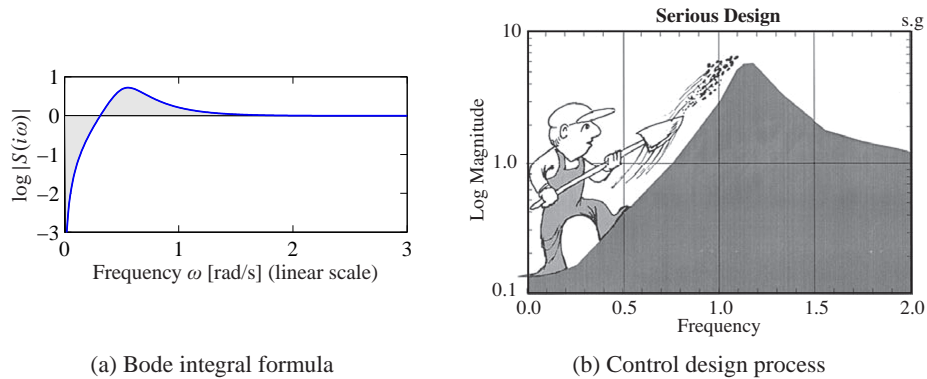 1
0
−1
−2
−3
log |S(iω)|
0 1 2 3
Frequency ω [rad/s] (linear scale)
(a) Bode integral formula
Serious Design
s.g
10
1.0
0.1
Log Magnitude
0.0 0.5 1.0 1.5 2.0
Frequency
(b) Control design process